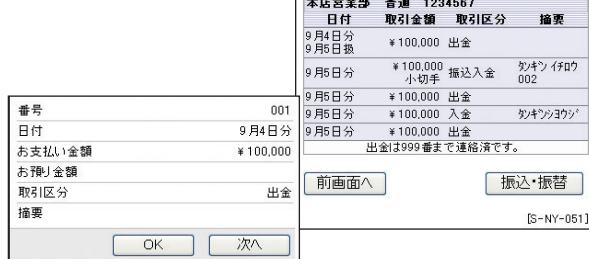 本店営業部 普通 1234567
日付 取引金額 取引区分 摘要
9月4日分
9月5日扱 ¥100,000 出金
9月5日分 ¥100,000 振込入金 タンキン イチロウ
小切手 002
9月5日分 ¥100,000 出金
9月5日分 ¥100,000 入金 タンキンシヨウジ
9月5日分 ¥100,000 出金
出金は999番まで連絡済です。
前画面へ 振込・振替
[S-NY-051]
番号 001
日付 9月4日分
お支払い金額 ¥100,000
お預り金額
取引区分 出金
摘要
OK 次へ